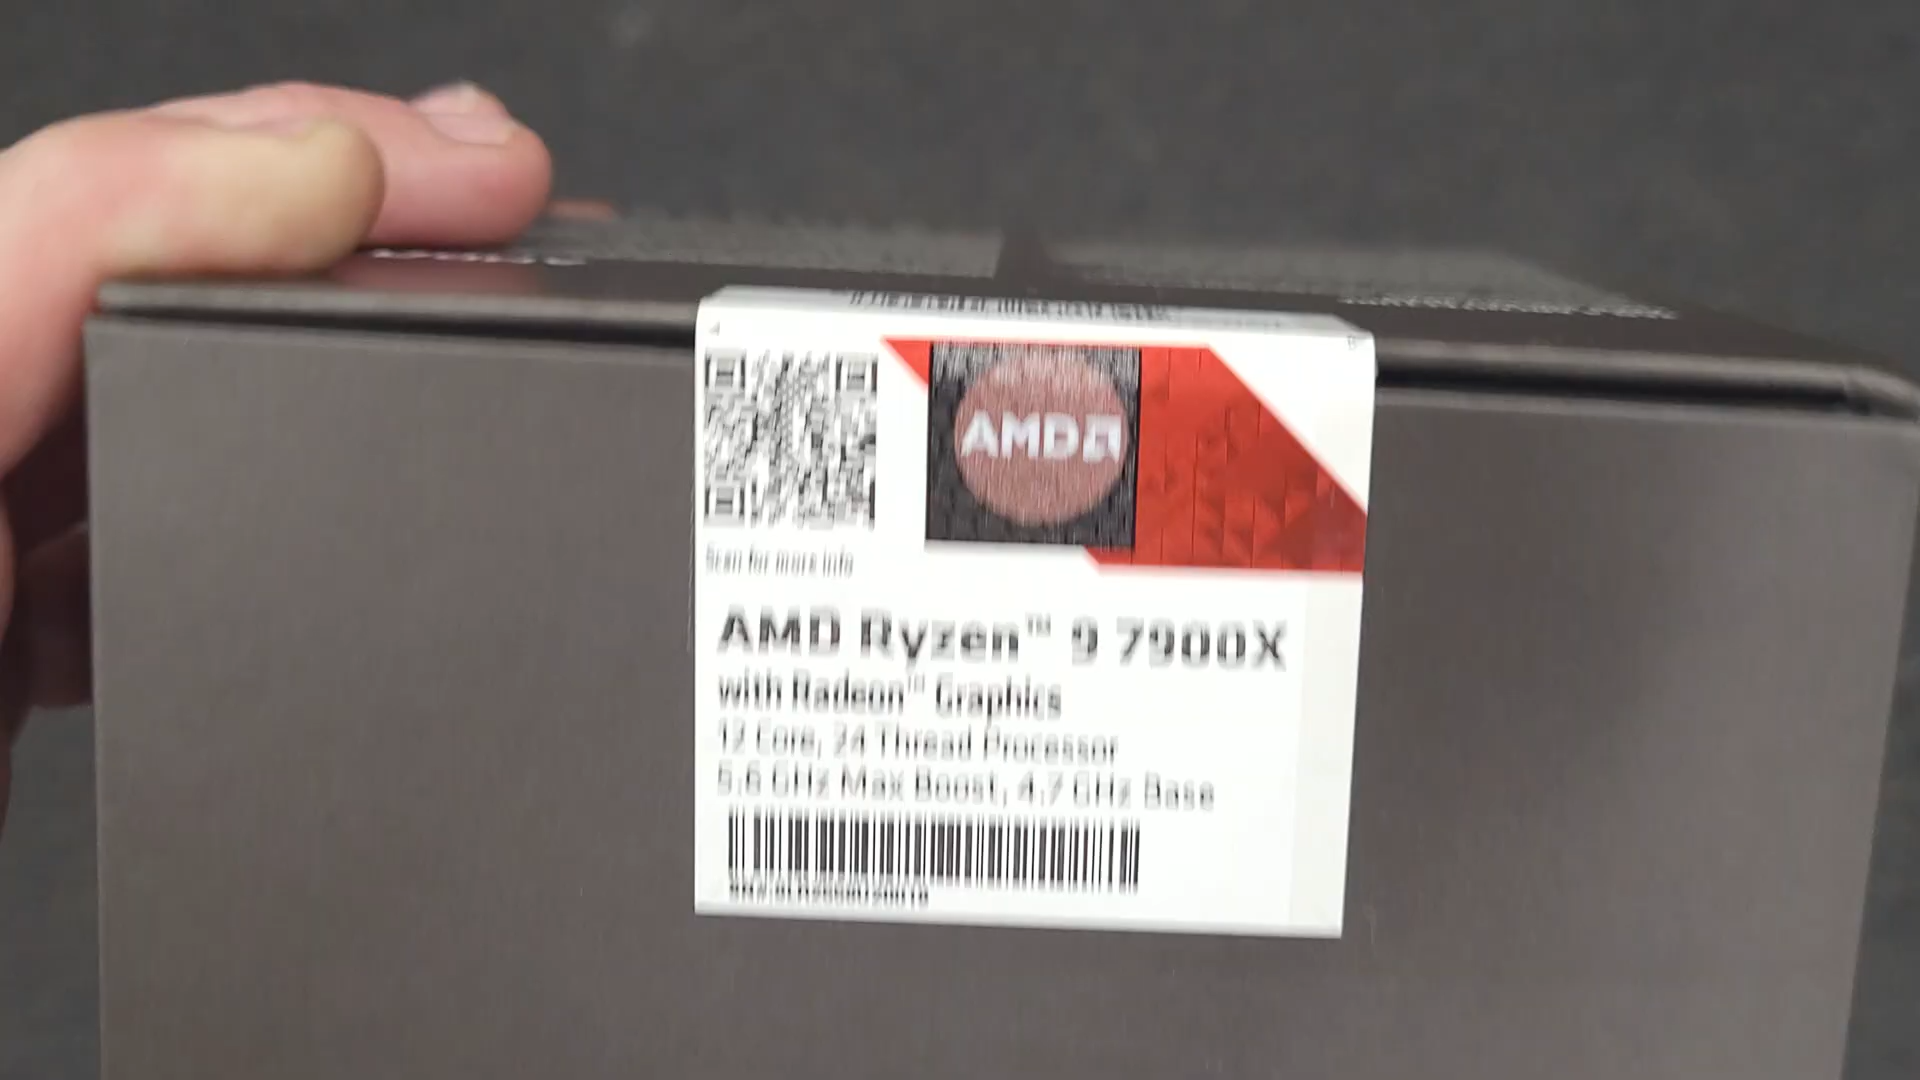 AMD
Scan for more info
AMD Ryzen™ 9 7900X
with Radeon™ Graphics
12 Core, 24 Thread Processor
5.6 GHz Max Boost, 4.7 GHz Base